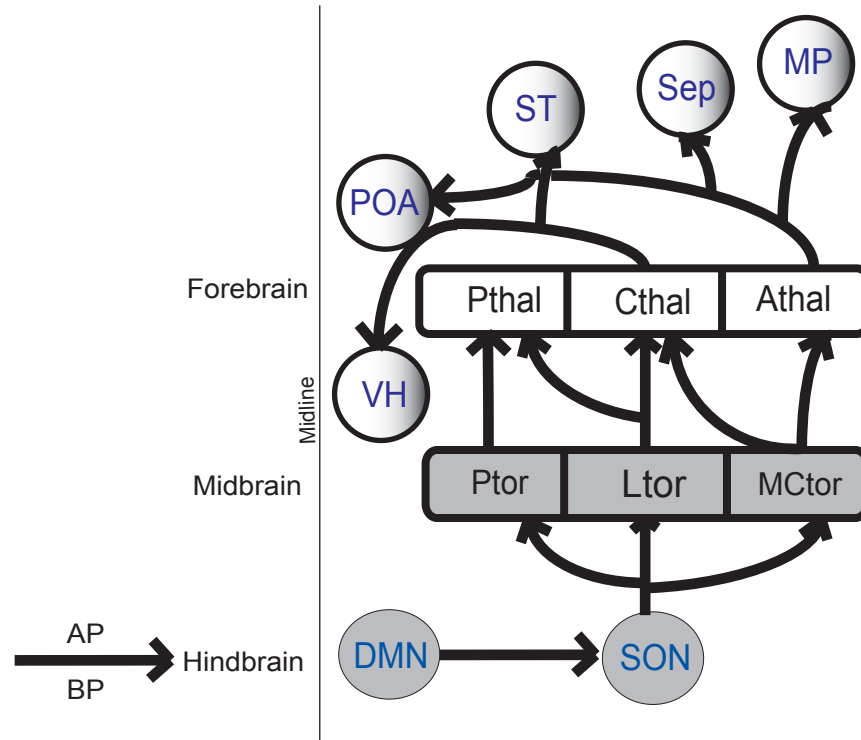 MP
Sep
ST
POA
Forebrain
Pthal
Cthal
Athal
VH
Midline
Midbrain
Ptor
Ltor
MCtor
AP
Hindbrain
BP
DMN
SON